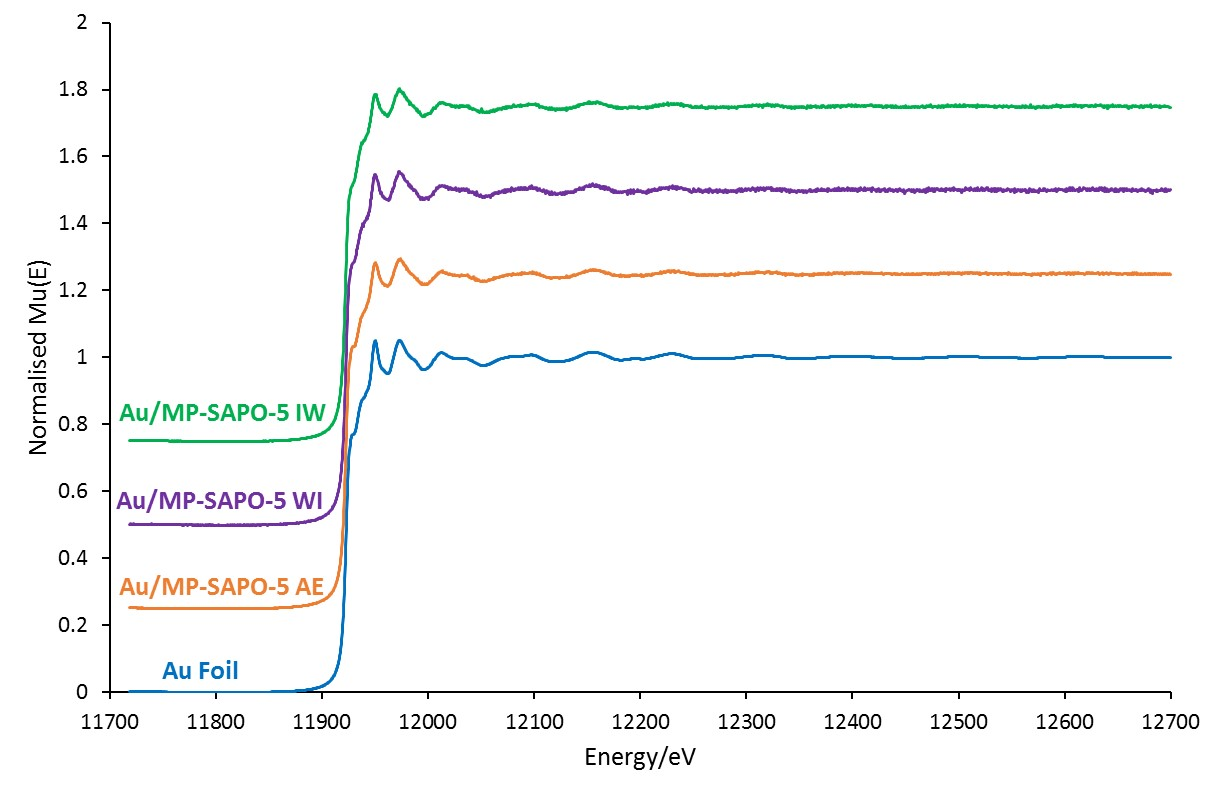 2
1.8
1.6
1.4
1.2
1
0.8
0.6
0.4
0.2
0
Normalised Mu(E)
Au/MP-SAPO-5 IW
Au/MP-SAPO-5 WI
Au/MP-SAPO-5 AE
Au Foil
11700 11800 11900 12000 12100 12200 12300 12400 12500 12600 12700
Energy/eV